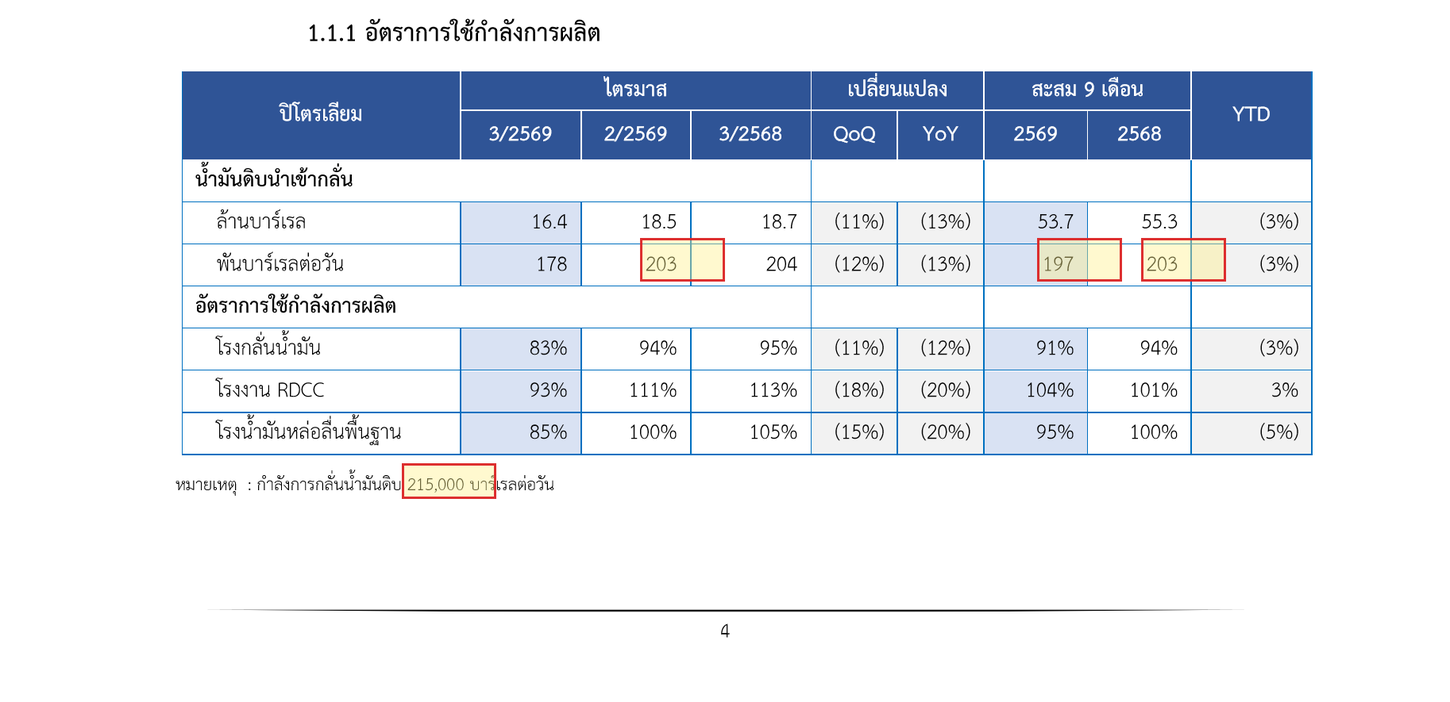 1.1.1 อัตราการใช้กำลังการผลิต
ปิโตรเลียม ไตรมาส เปลี่ยนแปลง สะสม 9 เดือน YTD
3/2569 2/2569 3/2568 QoQ YoY 2569 2568
น้ำมันดิบนำเข้ากลั่น
ล้านบาร์เรล 16.4 18.5 18.7 (11%) (13%) 53.7 55.3 (3%)
พันบาร์เรลต่อวัน 178 203 204 (12%) (13%) 197 203 (3%)
อัตราการใช้กำลังการผลิต
โรงกลั่นน้ำมัน 83% 94% 95% (11%) (12%) 91% 94% (3%)
โรงงาน RDCC 93% 111% 113% (18%) (20%) 104% 101% 3%
โรงน้ำมันหล่อลื่นพื้นฐาน 85% 100% 105% (15%) (20%) 95% 100% (5%)
หมายเหตุ : กำลังการกลั่นน้ำมันดิบ 215,000 บาร์เรลต่อวัน
4